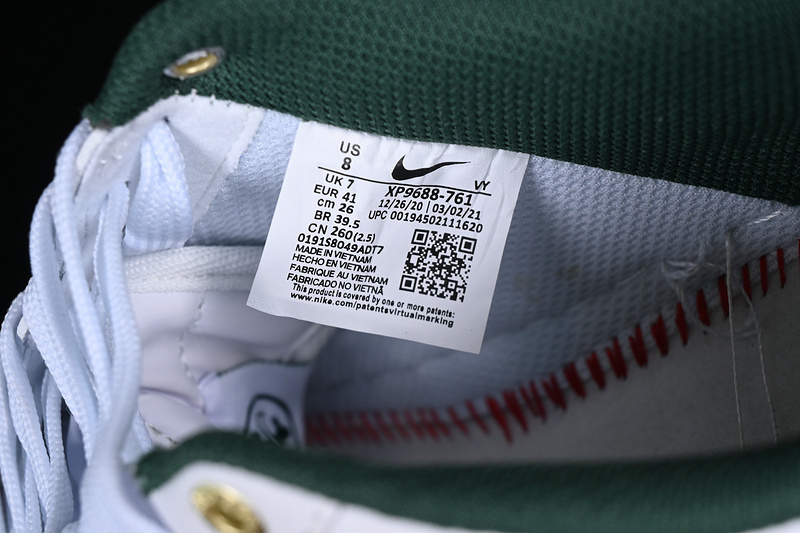 US
8
UK 7
EUR 41
cm 26
BR 39.5
CN 260(2.5)
VY
XP9688-761
12/26/20 | 03/02/21
UPC 00194502111620
0191S8049ADT7
MADE IN VIETNAM
HECHO EN VIETNAM
FABRIQUE AU VIETNAM
FABRICADO NO VIETNÃ
This product is covered by one or more patents:
www.nike.com/patentsvirtualmarking